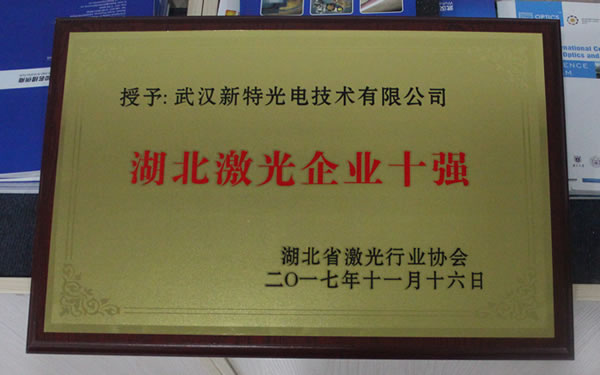 授予: 武汉新特光电技术有限公司
湖北激光企业十强
湖北省激光行业协会
二〇一七年十一月十六日
OPTICS